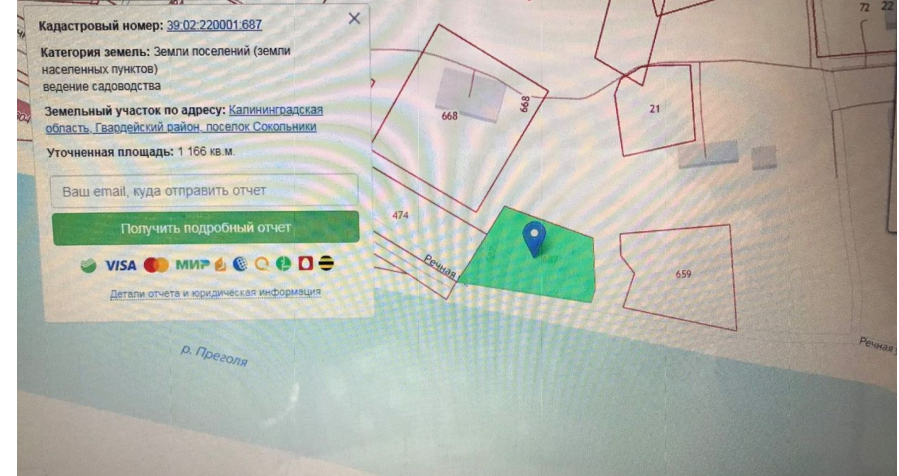 Кадастровый номер: 39:02:220001:687
Категория земель: Земли поселений (земли
населенных пунктов)
ведение садоводства
Земельный участок по адресу: Калининградская
область, Гвардейский район, поселок Сокольники
Уточненная площадь: 1 166 кв.м.
Ваш email, куда отправить отчет
Получить подробный отчет
VISA МИР
Детали отчета и юридическая информация
72 22
668
668
21
474
Речная
659
Речная
р. Преголя